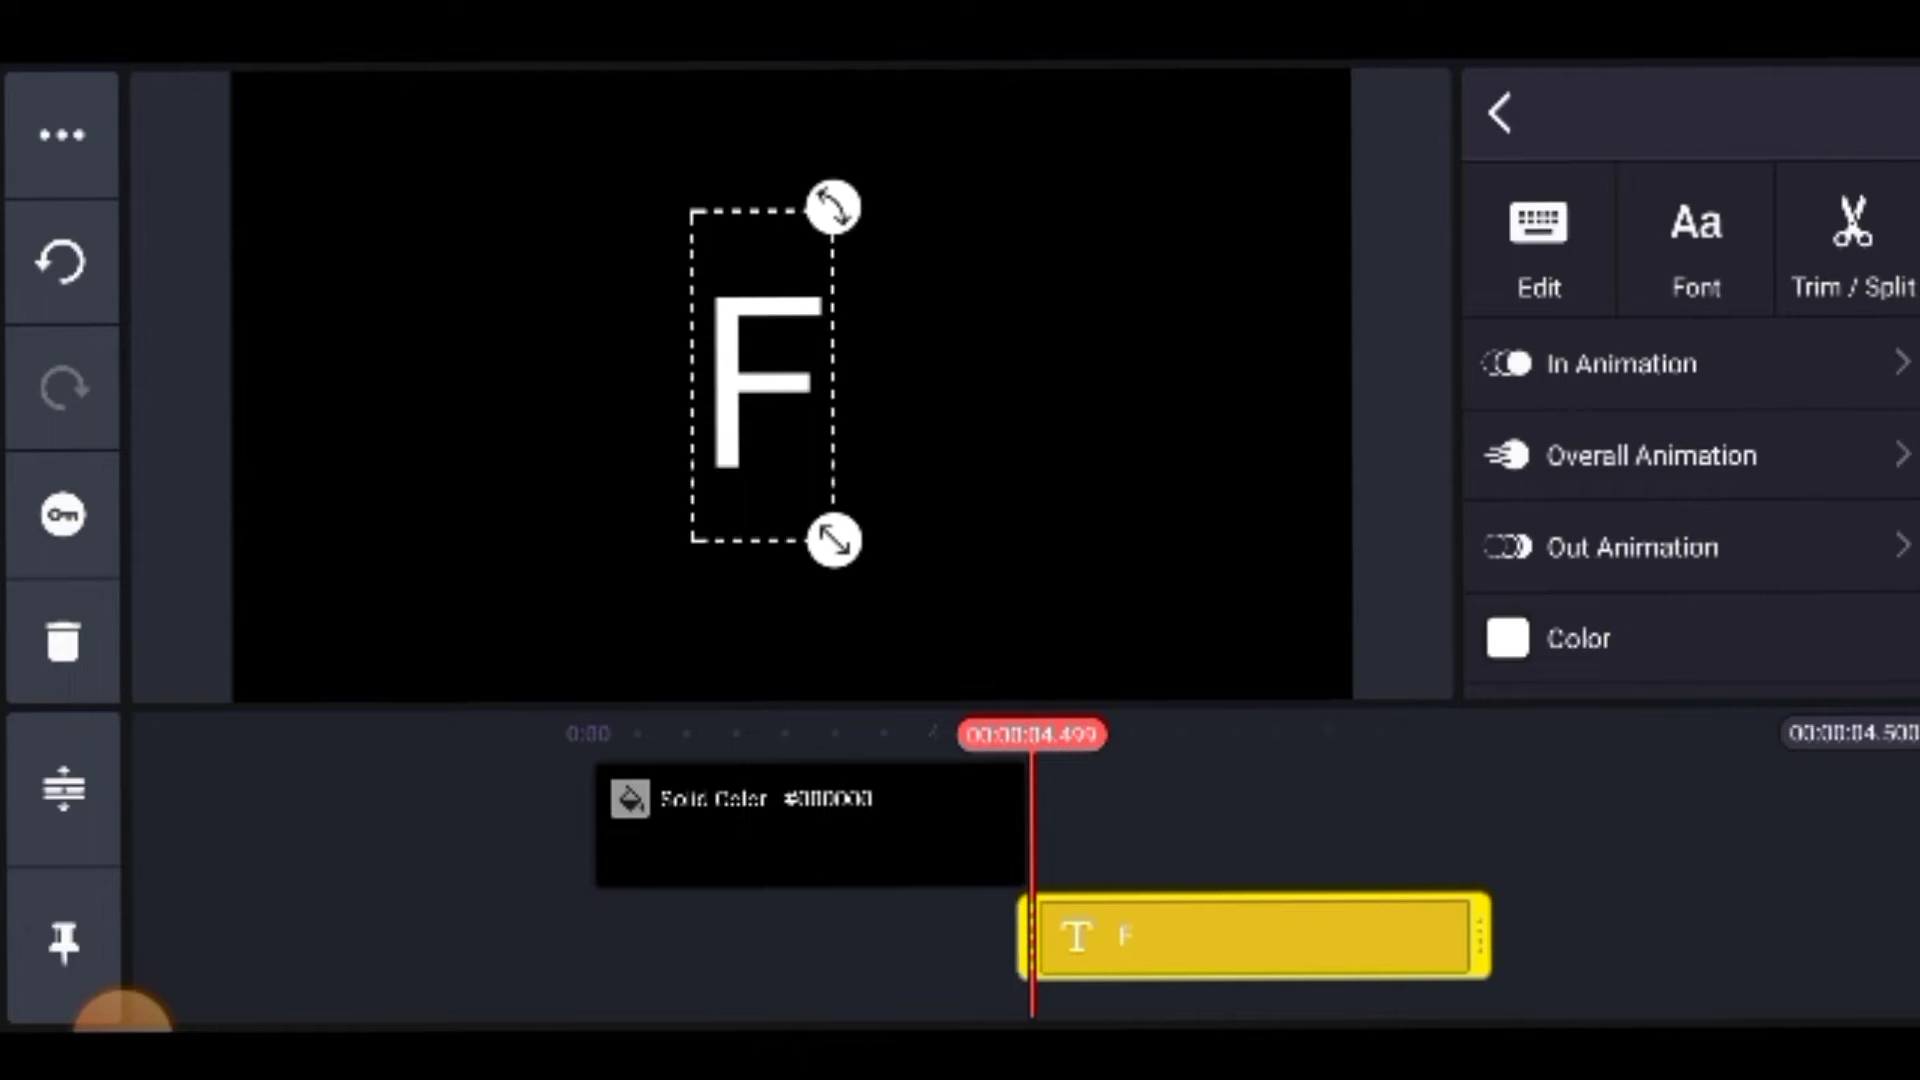 F
Edit
Aa
Font
Trim / Split
In Animation
Overall Animation
Out Animation
Color
0:00
00:00:04.499
00:00:04.500
Solid Color #000000
T F